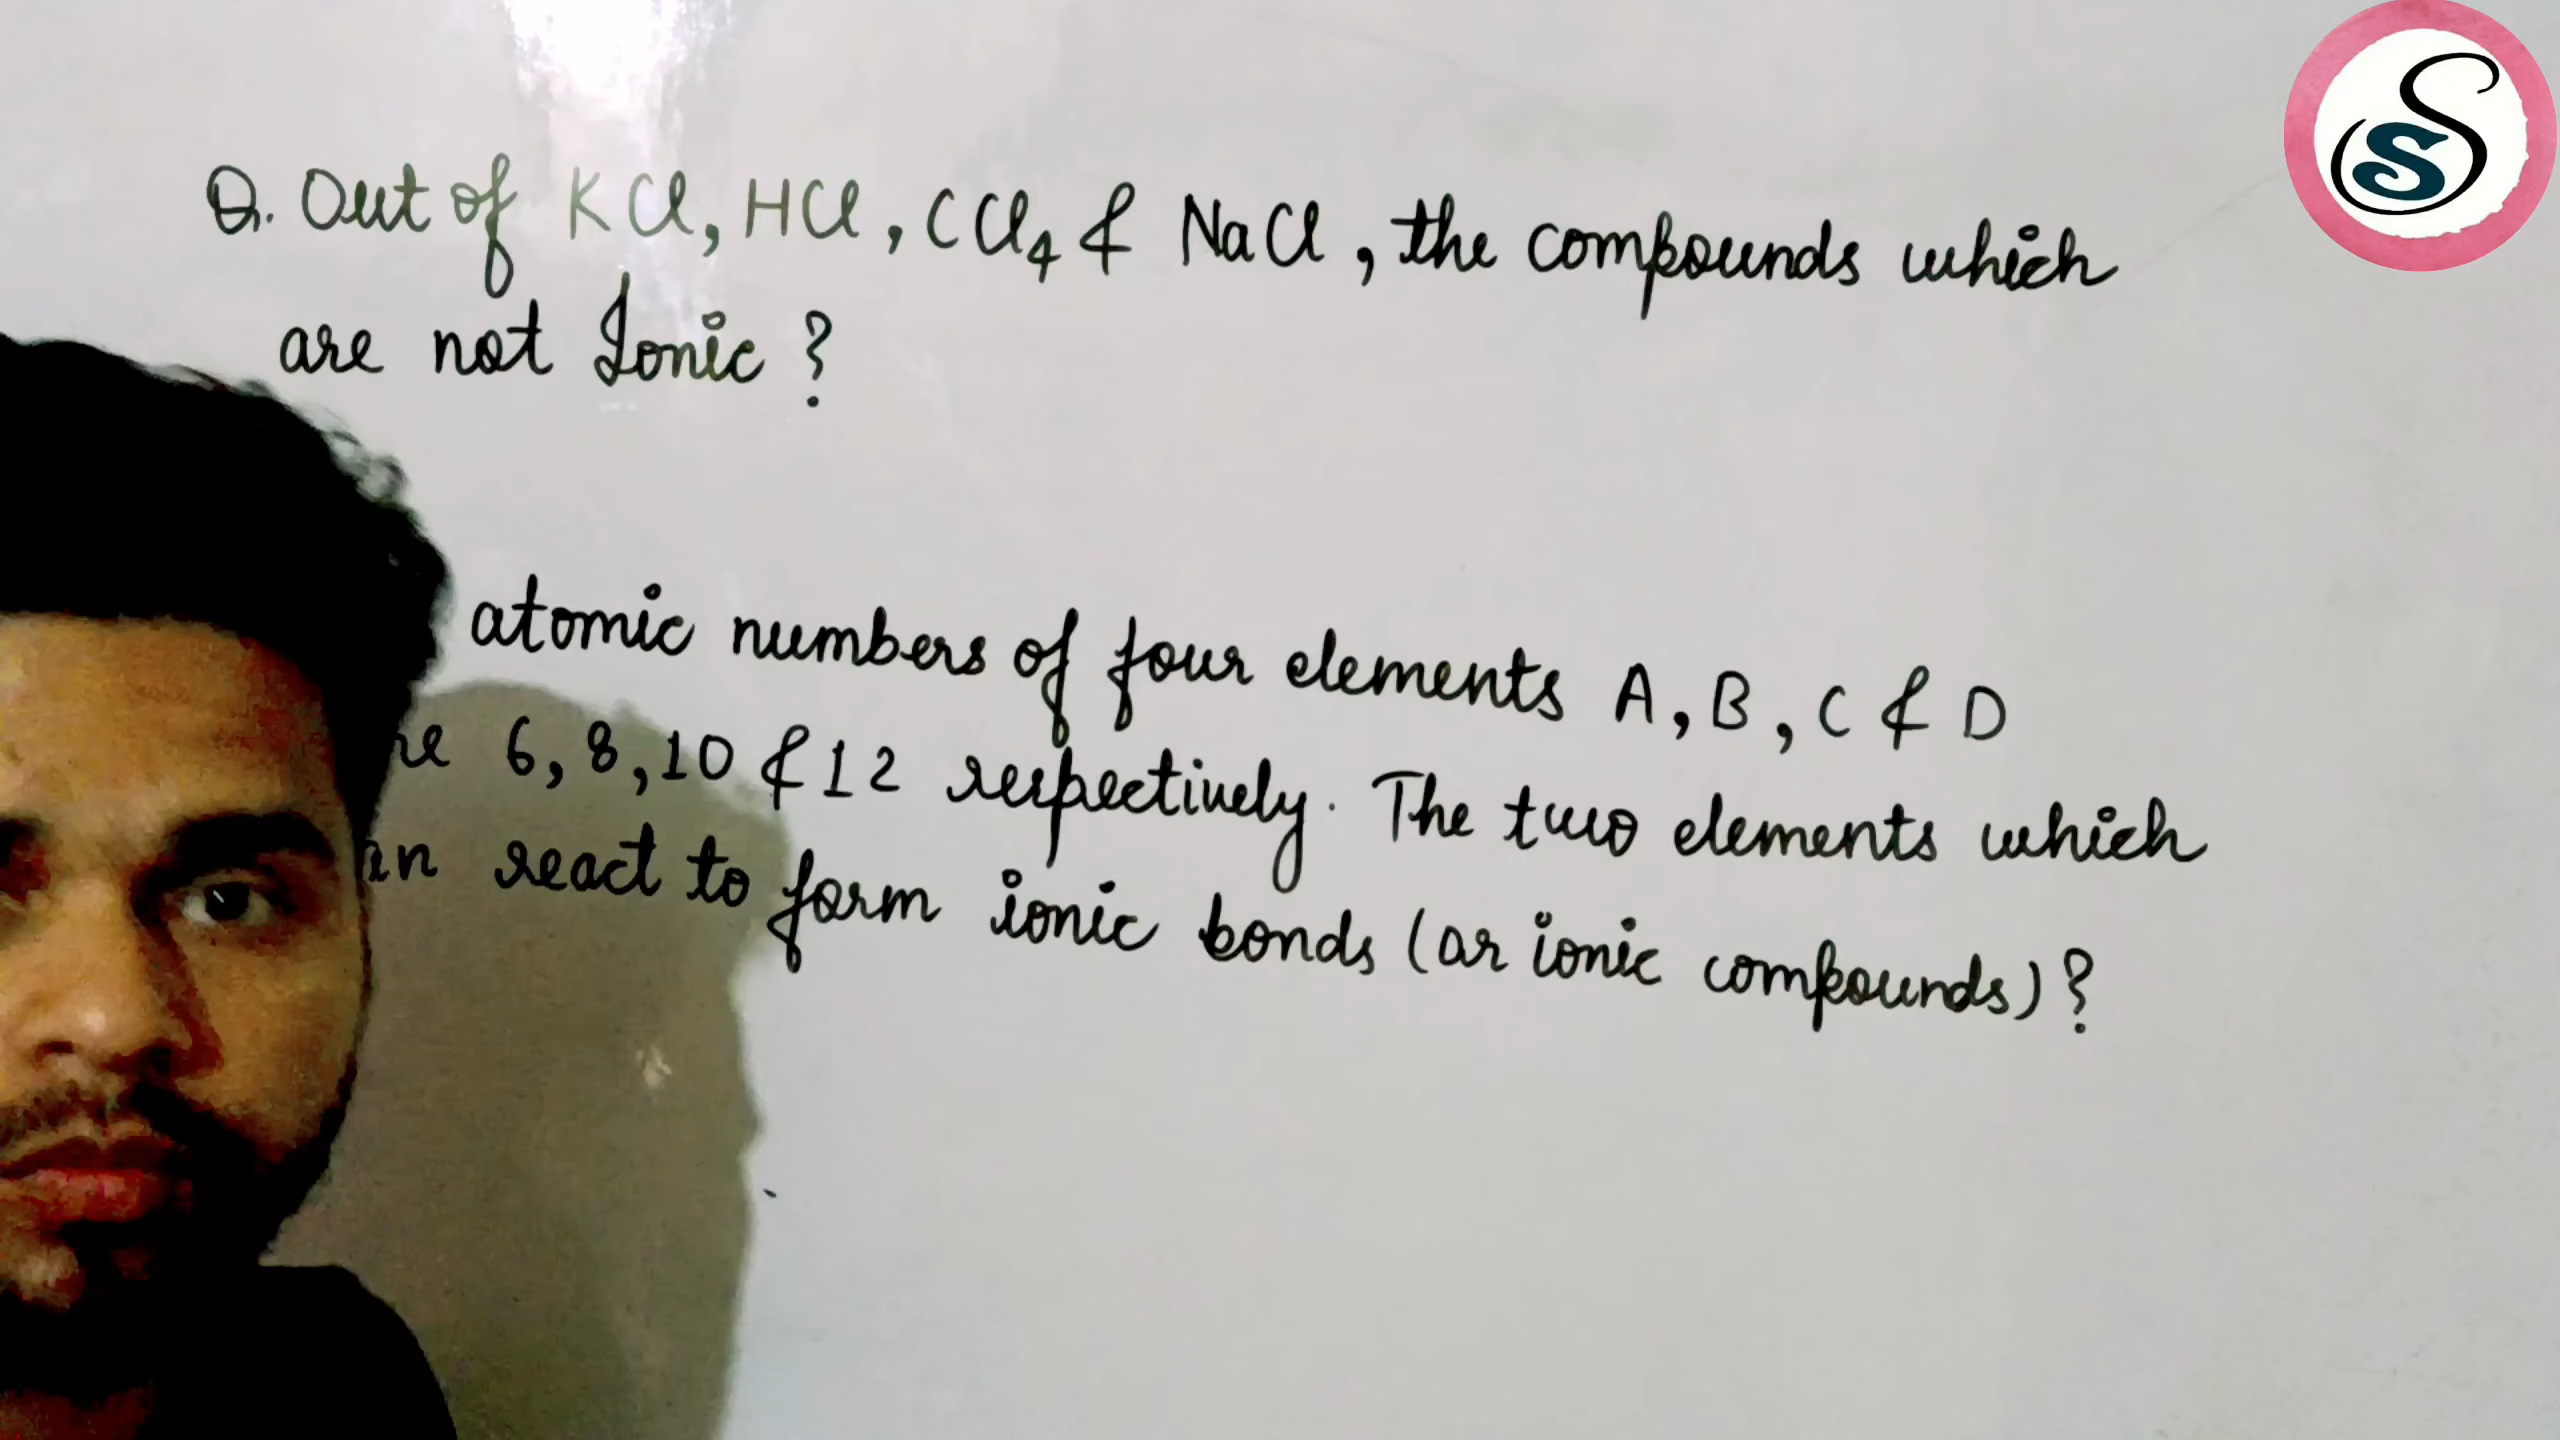 Q. Out of KCl, HCl, CCl4 & NaCl, the compounds which
are not Ionic ?
atomic numbers of four elements A, B, C & D
6, 8, 10 & 12 respectively. The two elements which
react to form ionic bonds (or ionic compounds) ?
SS